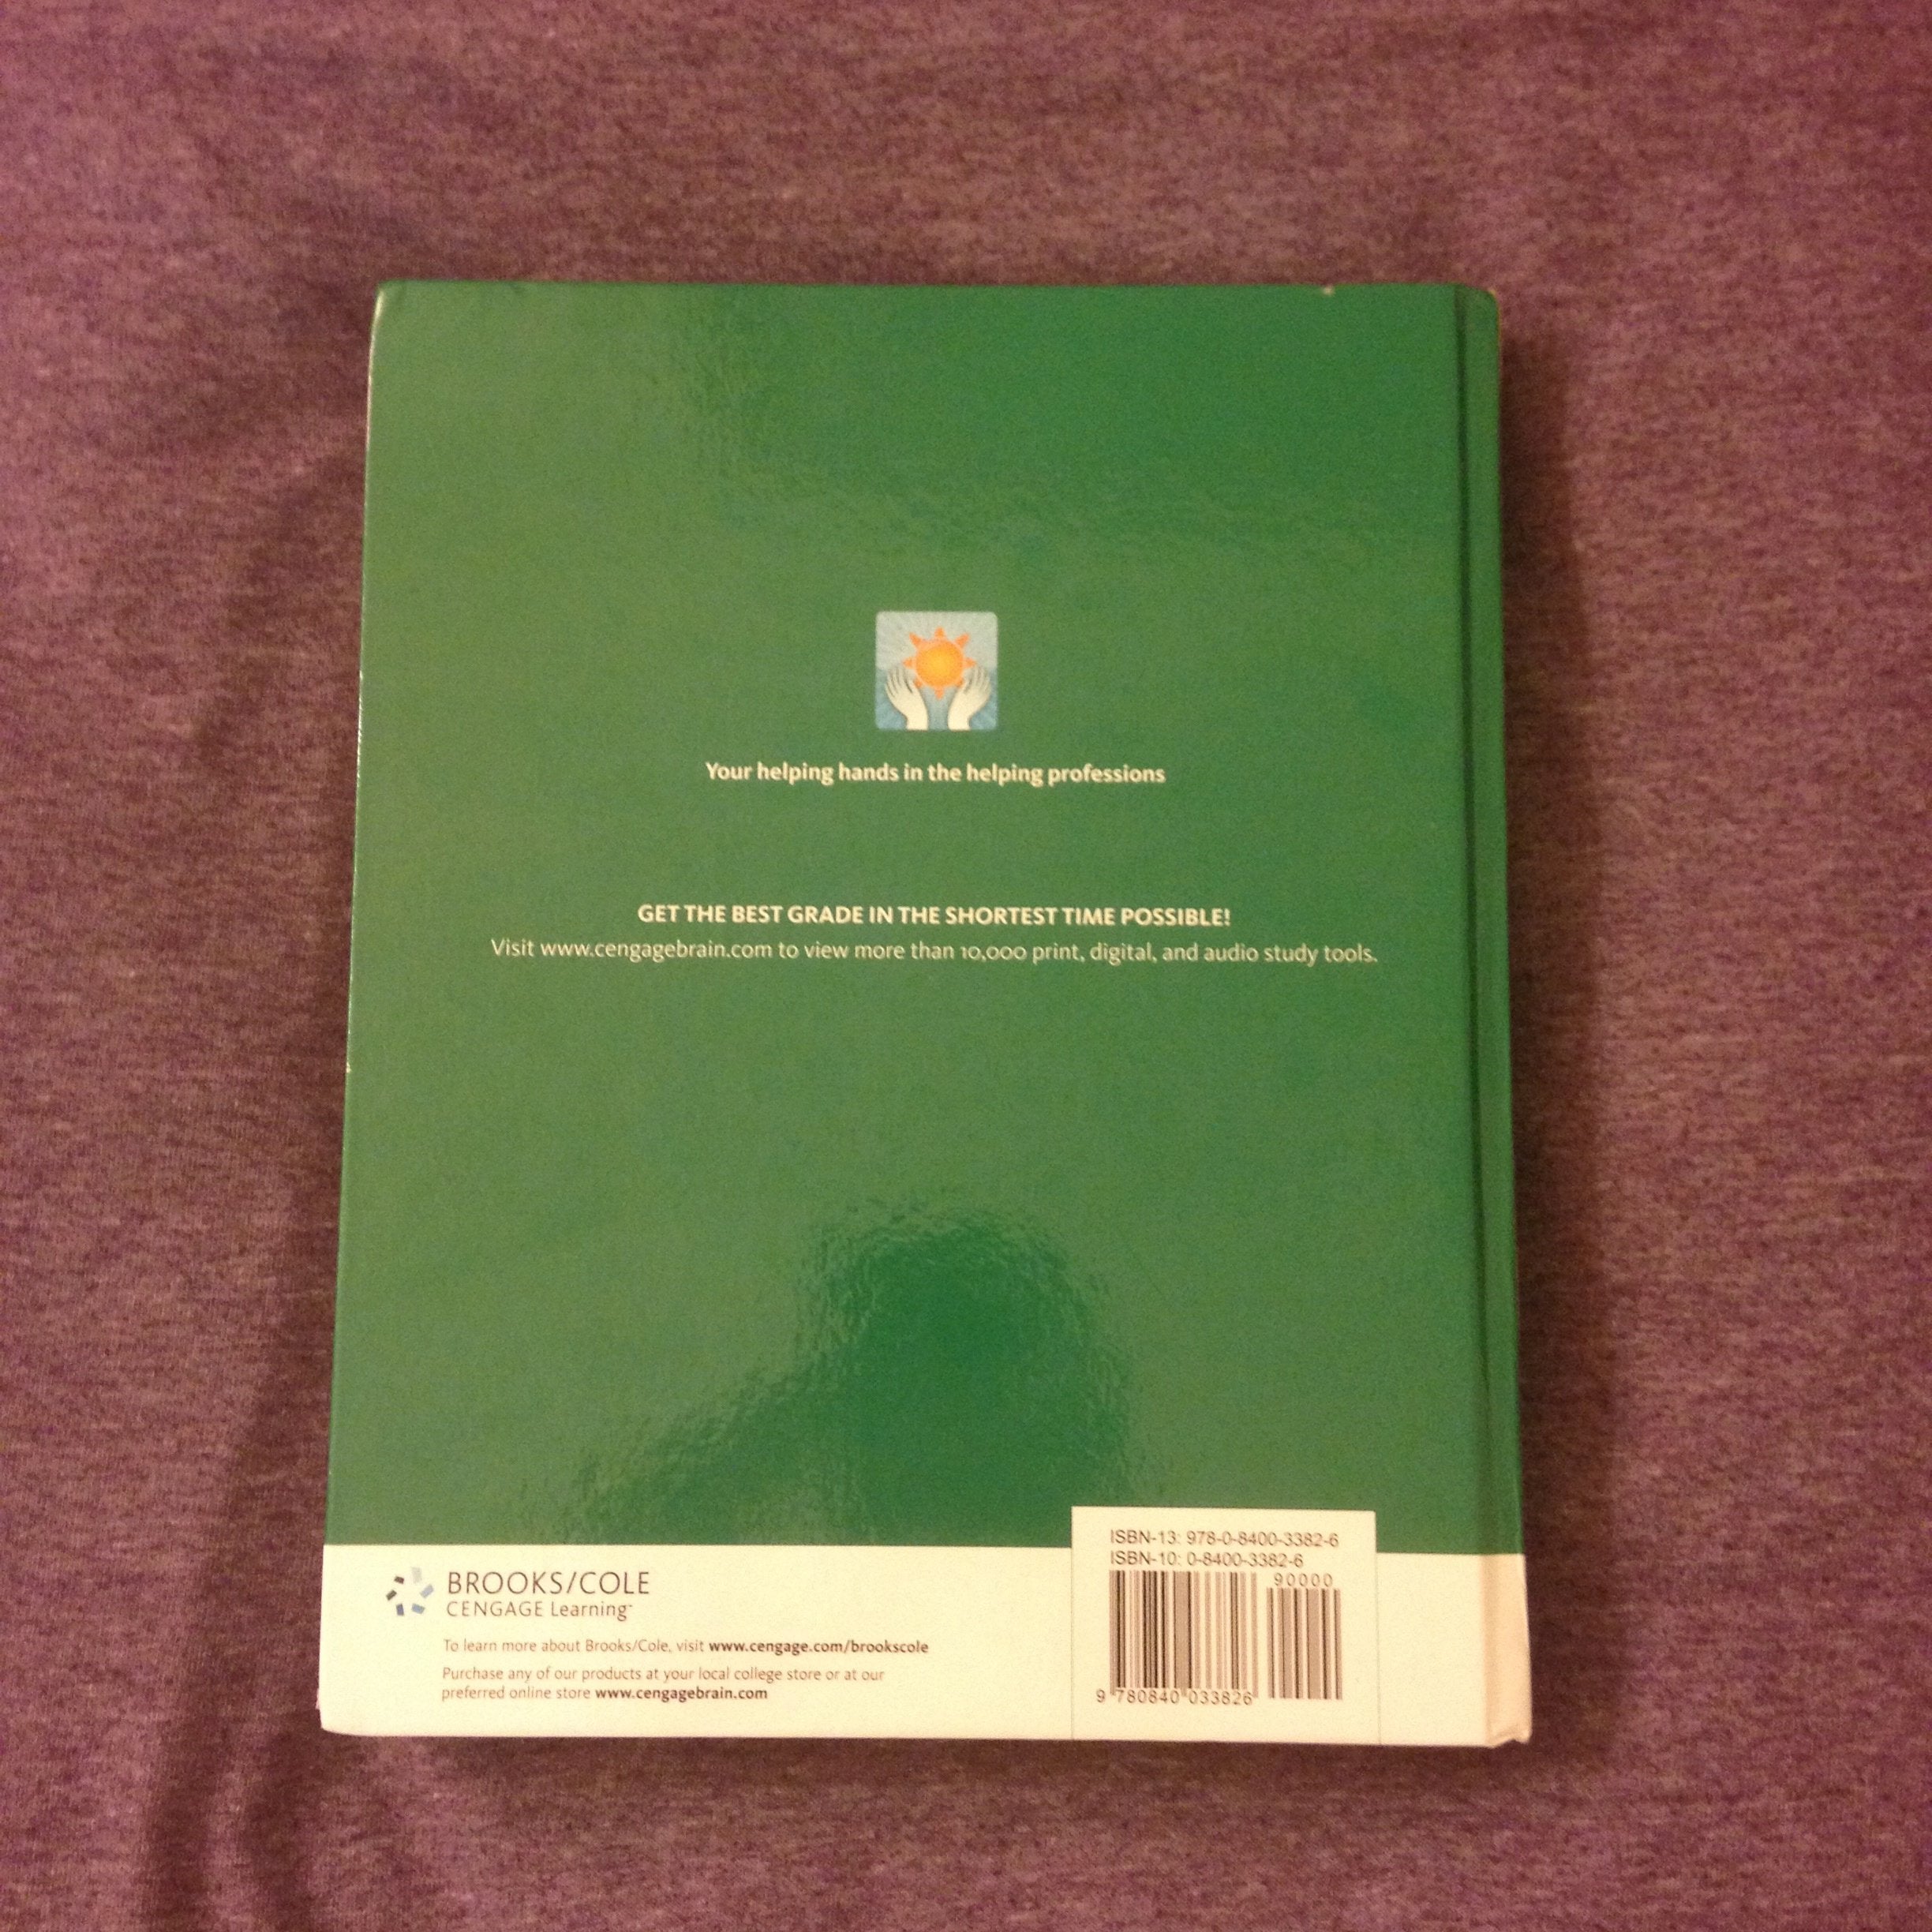 Your helping hands in the helping professions
GET THE BEST GRADE IN THE SHORTEST TIME POSSIBLE!
Visit www.cengagebrain.com to view more than 10,000 print, digital, and audio study tools.
BROOKS/COLE
CENGAGE Learning™
To learn more about Brooks/Cole, visit www.cengage.com/brookscole
Purchase any of our products at your local college store or at our
preferred online store www.cengagebrain.com
ISBN-13: 978-0-8400-3382-6
ISBN-10: 0-8400-3382-6
90000
9 780840 033826